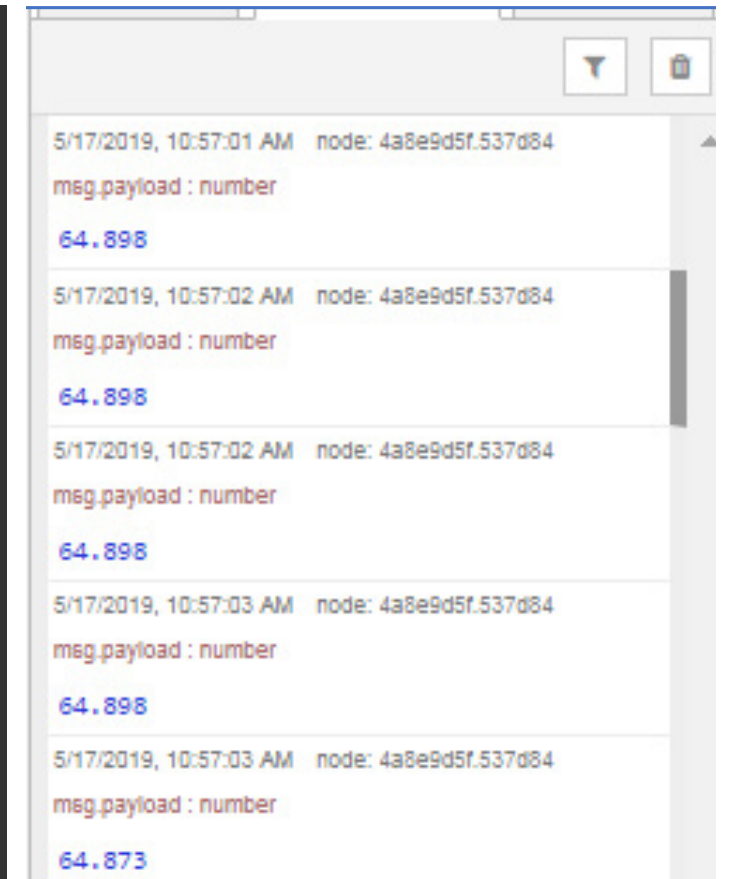 5/17/2019, 10:57:01 AM node: 4a8e9d5f.537d84
msg.payload : number
64.898
5/17/2019, 10:57:02 AM node: 4a8e9d5f.537d84
msg.payload : number
64.898
5/17/2019, 10:57:02 AM node: 4a8e9d5f.537d84
msg.payload : number
64.898
5/17/2019, 10:57:03 AM node: 4a8e9d5f.537d84
msg.payload : number
64.898
5/17/2019, 10:57:03 AM node: 4a8e9d5f.537d84
msg.payload : number
64.873